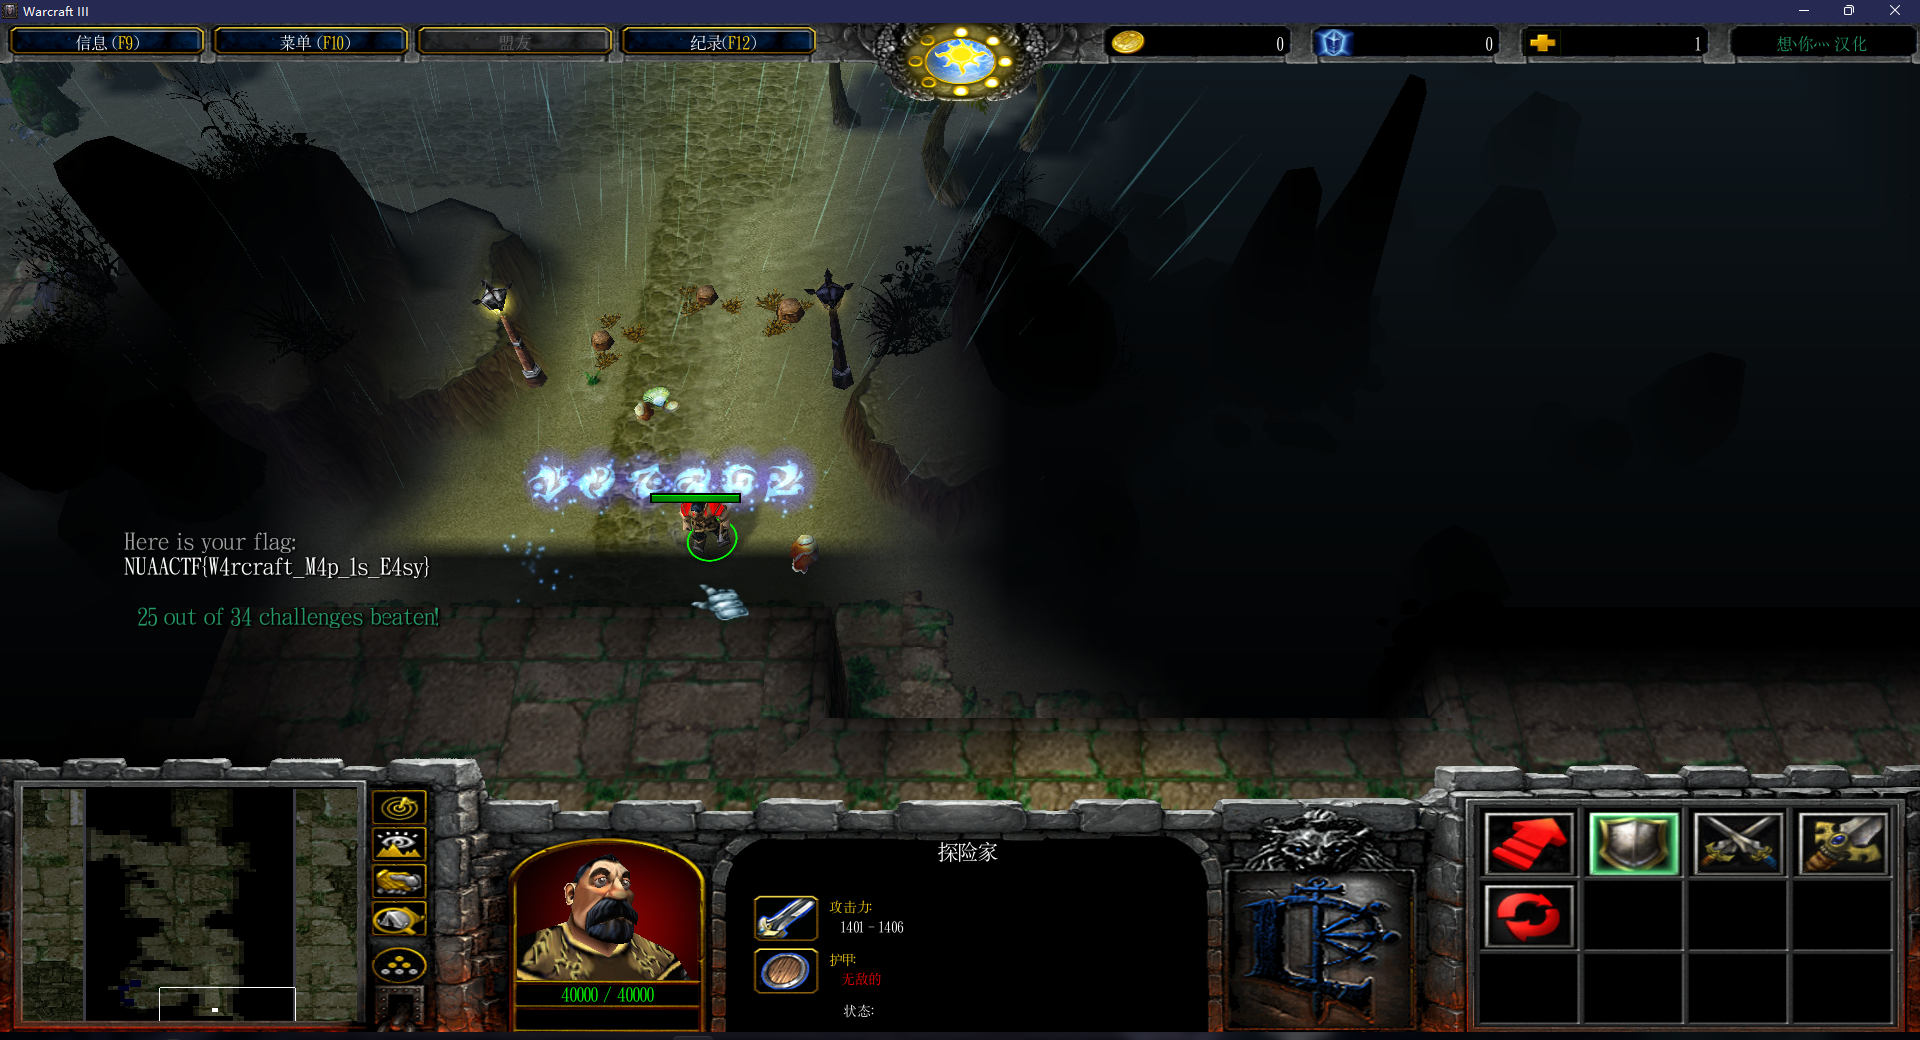 Warcraft III
信息 (F9)
菜单 (F10)
盟友
纪录(F12)
0
0
1
想丶你灬 汉化
Here is your flag:
NUAACTF{W4rcraft_M4p_1s_E4sy}
25 out of 34 challenges beaten!
探险家
攻击力:
1401 - 1406
护甲:
无敌的
状态:
40000 / 40000